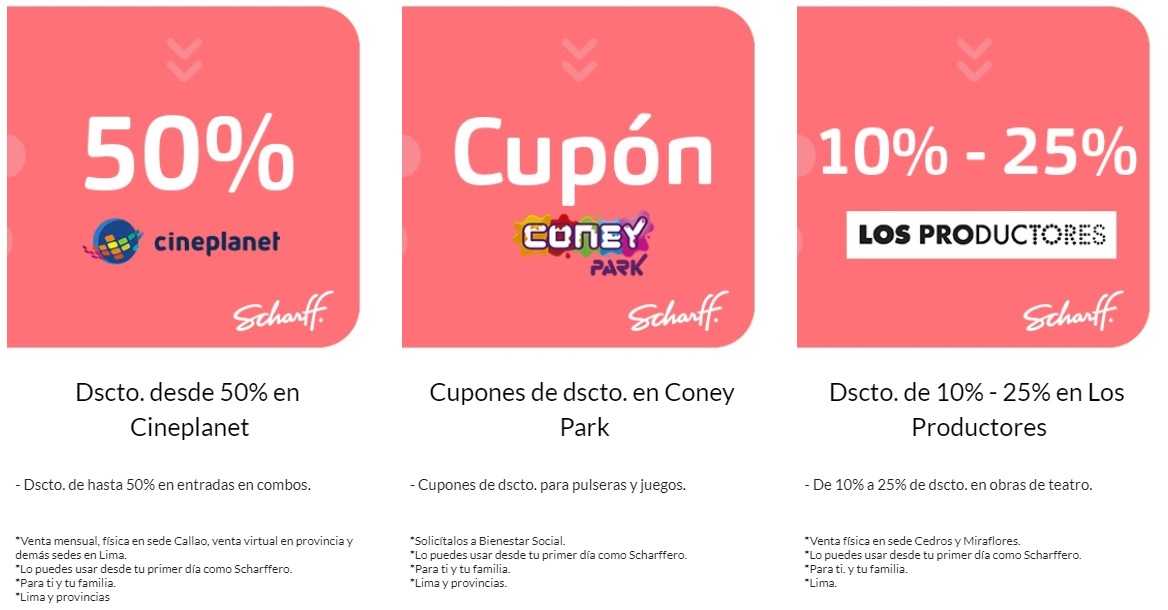 50%
cineplanet
Scharff.
Dscto. desde 50% en
Cineplanet
- Dscto. de hasta 50% en entradas en combos.
*Venta mensual, física en sede Callao, venta virtual en provincia y
demás sedes en Lima.
*Lo puedes usar desde tu primer día como Scharffero.
*Para ti y tu familia.
*Lima y provincias
Cupón
CONEY
PARK
Scharff.
Cupones de dscto. en Coney
Park
- Cupones de dscto. para pulseras y juegos.
*Solicítalos a Bienestar Social.
*Lo puedes usar desde tu primer día como Scharffero.
*Para ti y tu familia.
*Lima y provincias.
10% - 25%
LOS PRODUCTORES
Scharff.
Dscto. de 10% - 25% en Los
Productores
- De 10% a 25% de dscto. en obras de teatro.
*Venta física en sede Cedros y Miraflores.
*Lo puedes usar desde tu primer día como Scharffero.
*Para ti. y tu familia.
*Lima.